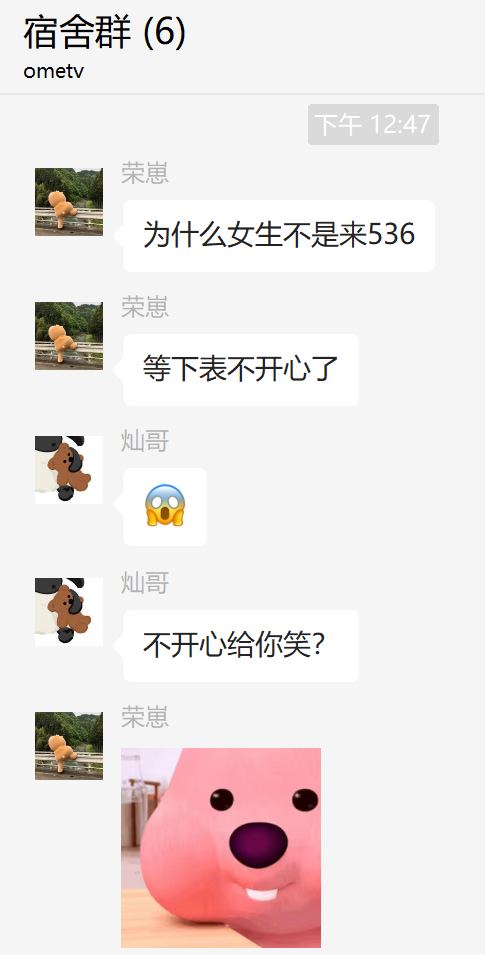 宿舍群 (6)
ometv
下午 12:47
荣崽
为什么女生不是来536
荣崽
等下表不开心了
灿哥
😱
灿哥
不开心给你笑?
荣崽